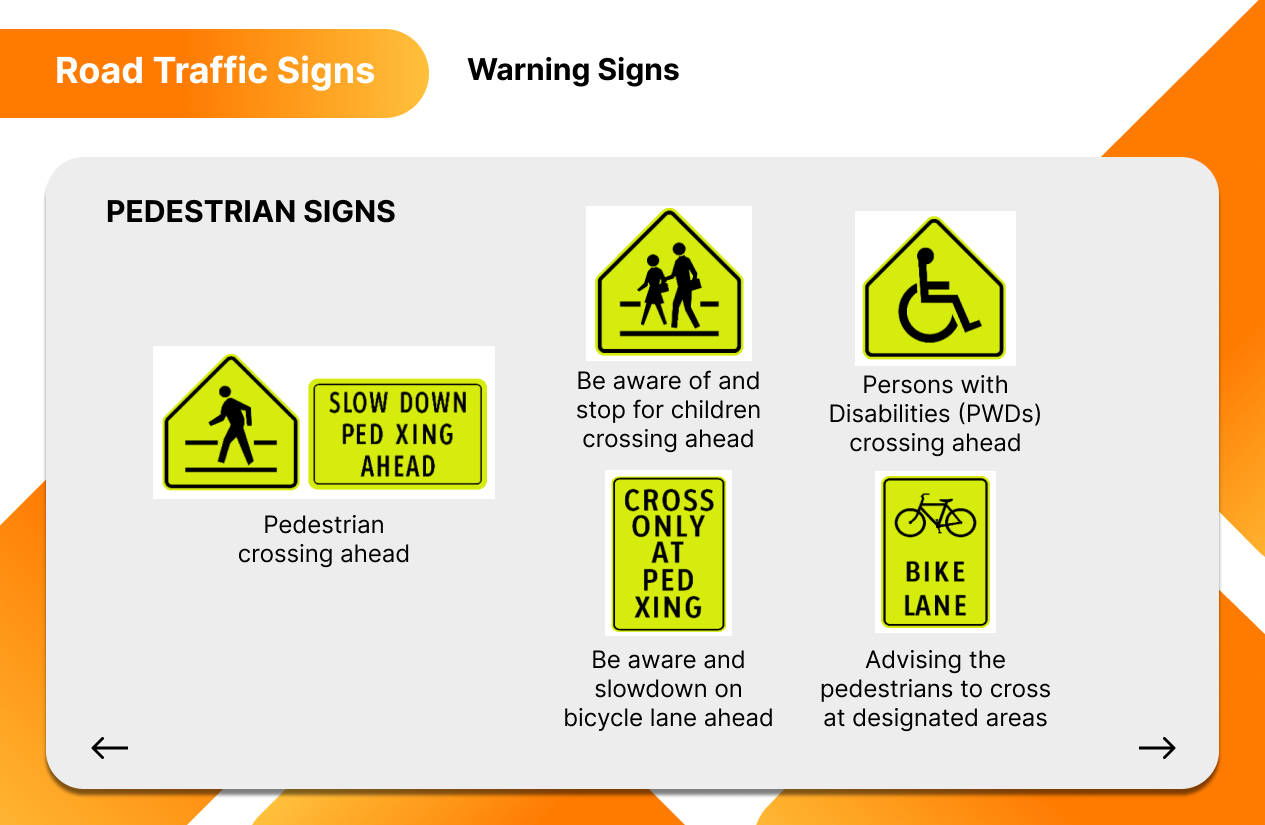 Road Traffic Signs
Warning Signs
PEDESTRIAN SIGNS
SLOW DOWN
PED XING
AHEAD
Pedestrian
crossing ahead
Be aware of and
stop for children
crossing ahead
Persons with
Disabilities (PWDs)
crossing ahead
CROSS
ONLY
AT
PED
XING
Be aware and
slowdown on
bicycle lane ahead
BIKE
LANE
Advising the
pedestrians to cross
at designated areas